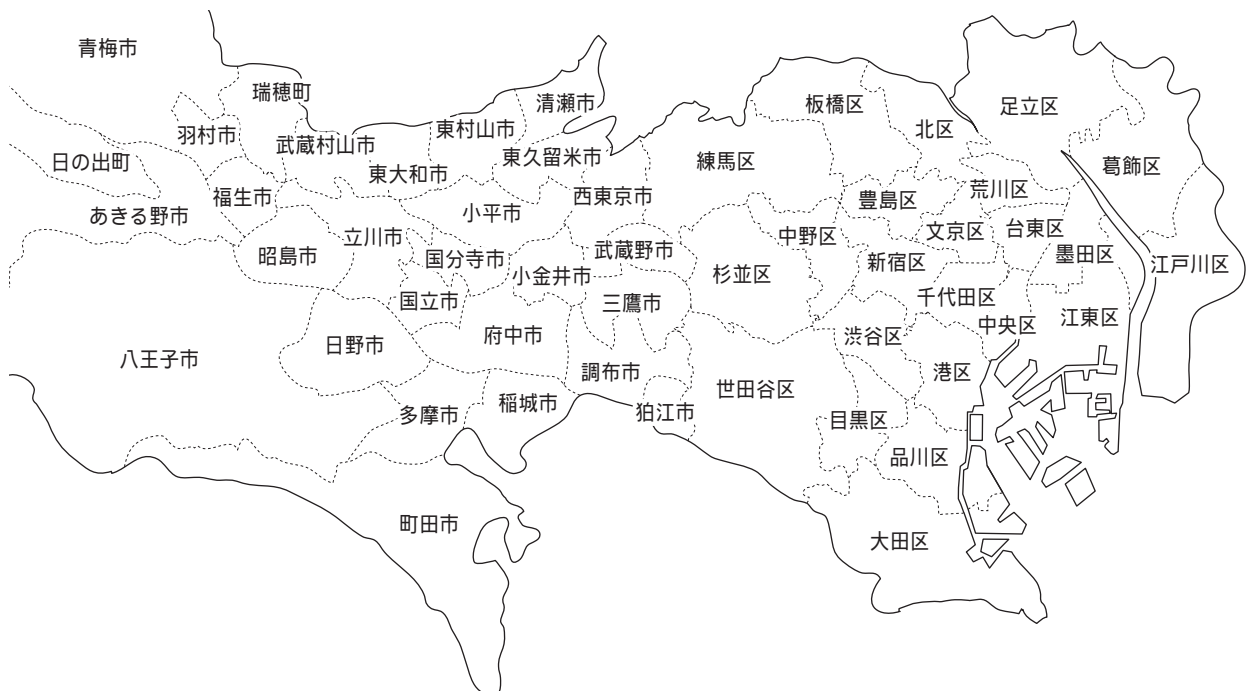 青梅市
瑞穂町
羽村市
武蔵村山市
東村山市
清瀬市
東大和市
東久留米市
日の出町
福生市
あきる野市
西東京市
小平市
立川市
昭島市
国分寺市
小金井市
武蔵野市
国立市
三鷹市
日野市
府中市
八王子市
調布市
多摩市
稲城市
狛江市
町田市
板橋区
足立区
北区
練馬区
葛飾区
荒川区
豊島区
文京区
台東区
中野区
墨田区
杉並区
新宿区
江戸川区
千代田区
中央区
江東区
渋谷区
港区
世田谷区
目黒区
品川区
大田区